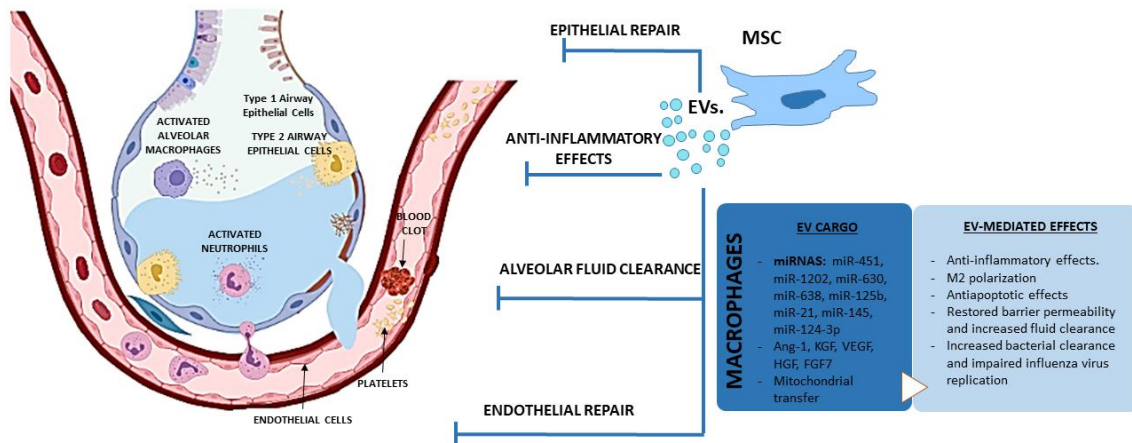 EPITHELIAL REPAIR
MSC
EVs.
ANTI-INFLAMMATORY
EFFECTS
ALVEOLAR FLUID CLEARANCE
ENDOTHELIAL REPAIR
ACTIVATED
ALVEOLAR
MACROPHAGES
Type 1 Airway
Epithelial Cells
TYPE 2 AIRWAY
EPITHELIAL CELLS
ACTIVATED
NEUTROPHILS
BLOOD
CLOT
PLATELETS
ENDOTHELIAL CELLS
MACROPHAGES
EV CARGO
- miRNAS: miR-451,
miR-1202, miR-630,
miR-638, miR-125b,
miR-21, miR-145,
miR-124-3p
- Ang-1, KGF, VEGF,
HGF, FGF7
- Mitochondrial
transfer
EV-MEDIATED EFFECTS
- Anti-inflammatory effects.
- M2 polarization
- Antiapoptotic effects
- Restored barrier permeability
and increased fluid clearance
- Increased bacterial clearance
and impaired influenza virus
replication